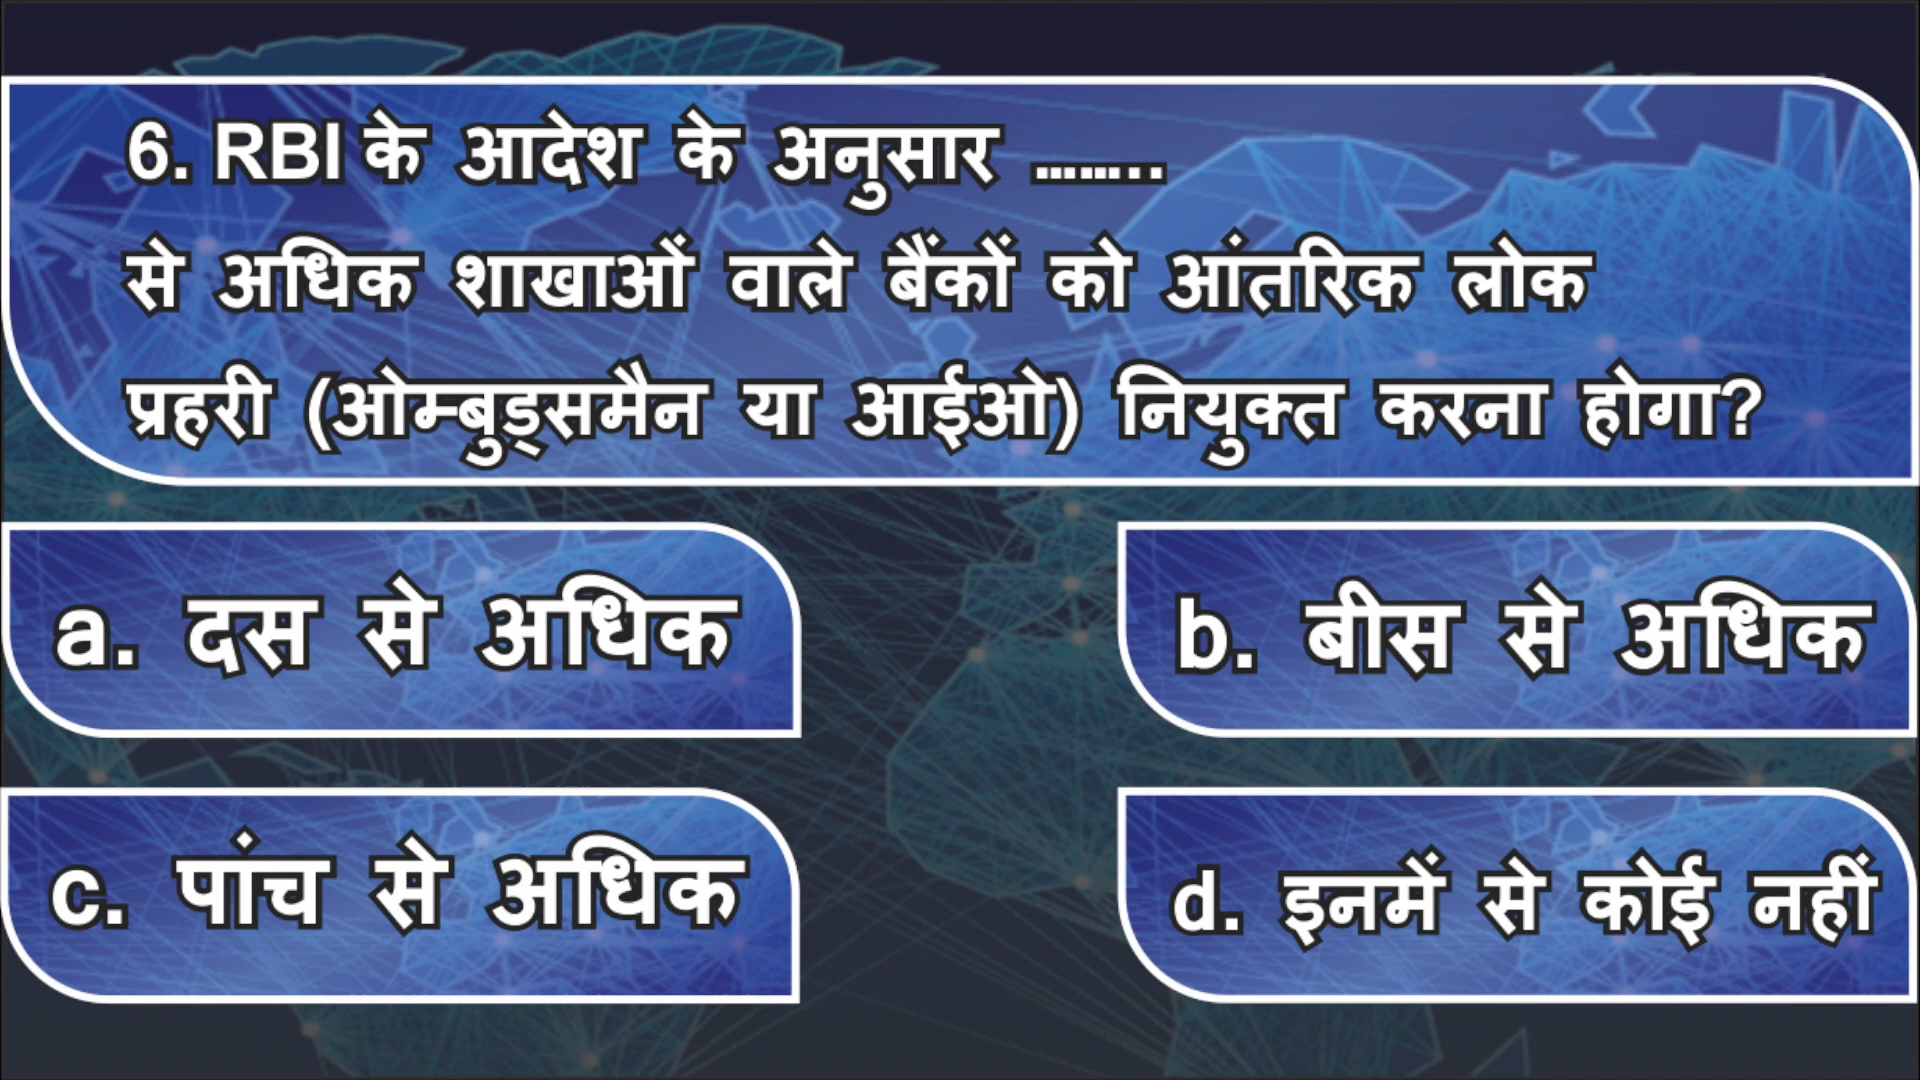 6. RBI के आदेश के अनुसार ........
से अधिक शाखाओं वाले बैंकों को आंतरिक लोक
प्रहरी (ओम्बुड्समैन या आईओ) नियुक्त करना होगा?
a. दस से अधिक
b. बीस से अधिक
c. पांच से अधिक
d. इनमें से कोई नहीं